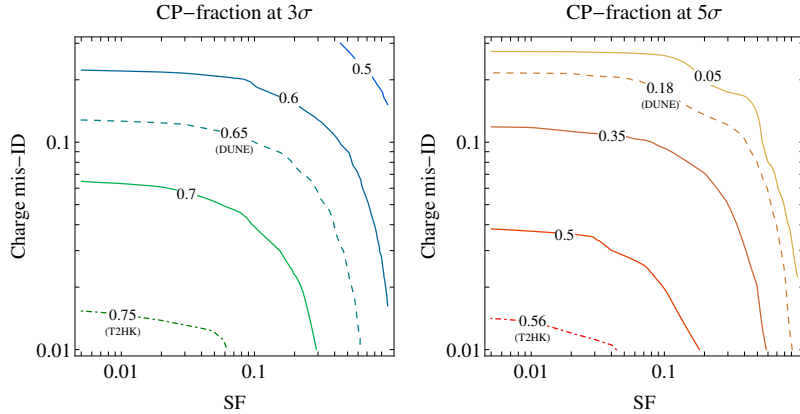 CP−fraction at 3σ
0.5
0.6
0.65
(DUNE)
0.7
0.75
(T2HK)
0.1
0.01
Charge mis−ID
0.01
0.1
SF
CP−fraction at 5σ
0.05
0.18
(DUNE)
0.35
0.5
0.56
(T2HK)
0.1
0.01
Charge mis−ID
0.01
0.1
SF